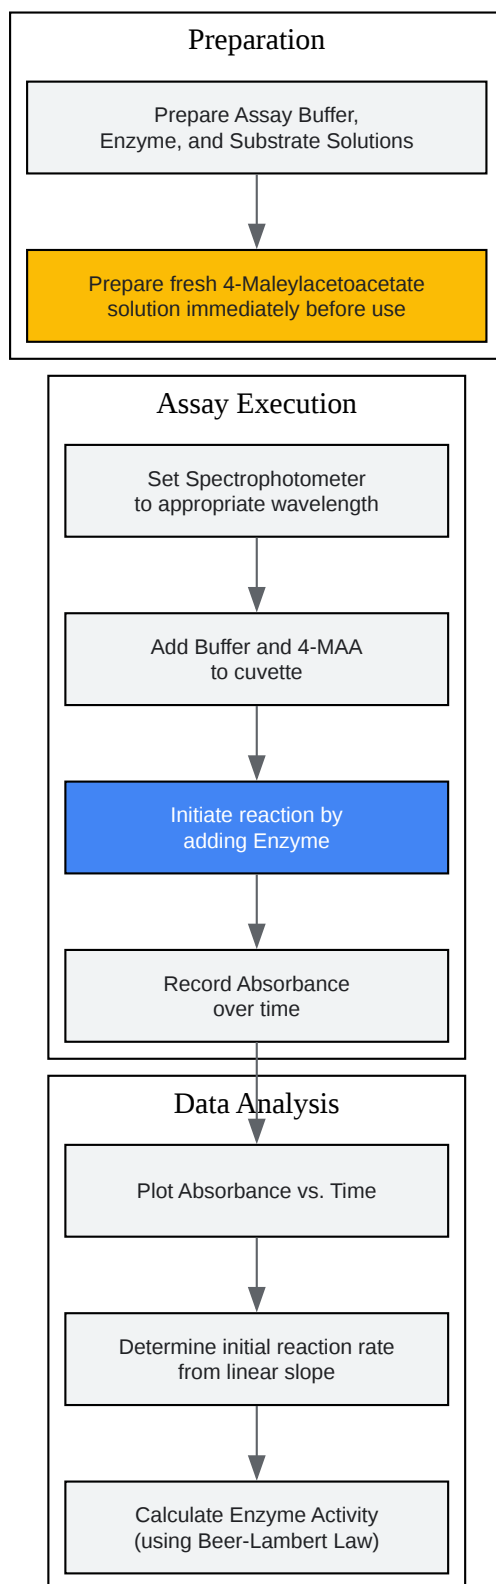 Preparation
Prepare Assay Buffer,
Enzyme, and Substrate Solutions
Prepare fresh 4-Maleylacetoacetate
solution immediately before use
Assay Execution
Set Spectrophotometer
to appropriate wavelength
Add Buffer and 4-MAA
to cuvette
Initiate reaction by
adding Enzyme
Record Absorbance
over time
Data Analysis
Plot Absorbance vs. Time
Determine initial reaction rate
from linear slope
Calculate Enzyme Activity
(using Beer-Lambert Law)